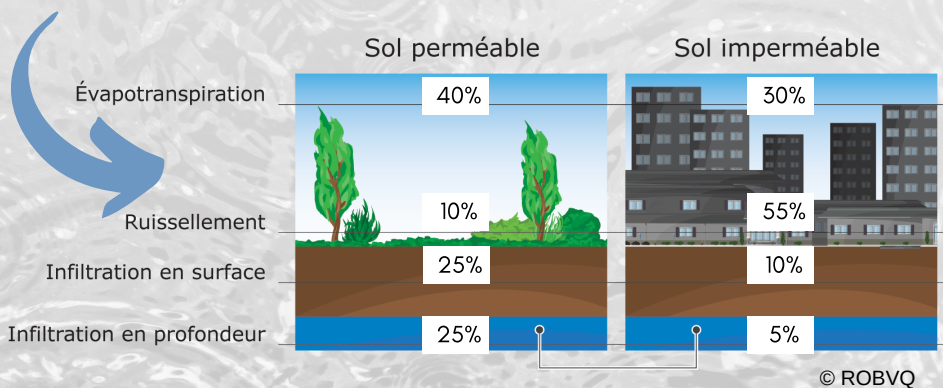 Sol perméable Sol imperméable
Évapotranspiration 40% 30%
Ruissellement 10% 55%
Infiltration en surface 25% 10%
Infiltration en profondeur 25% 5%
© ROBVQ